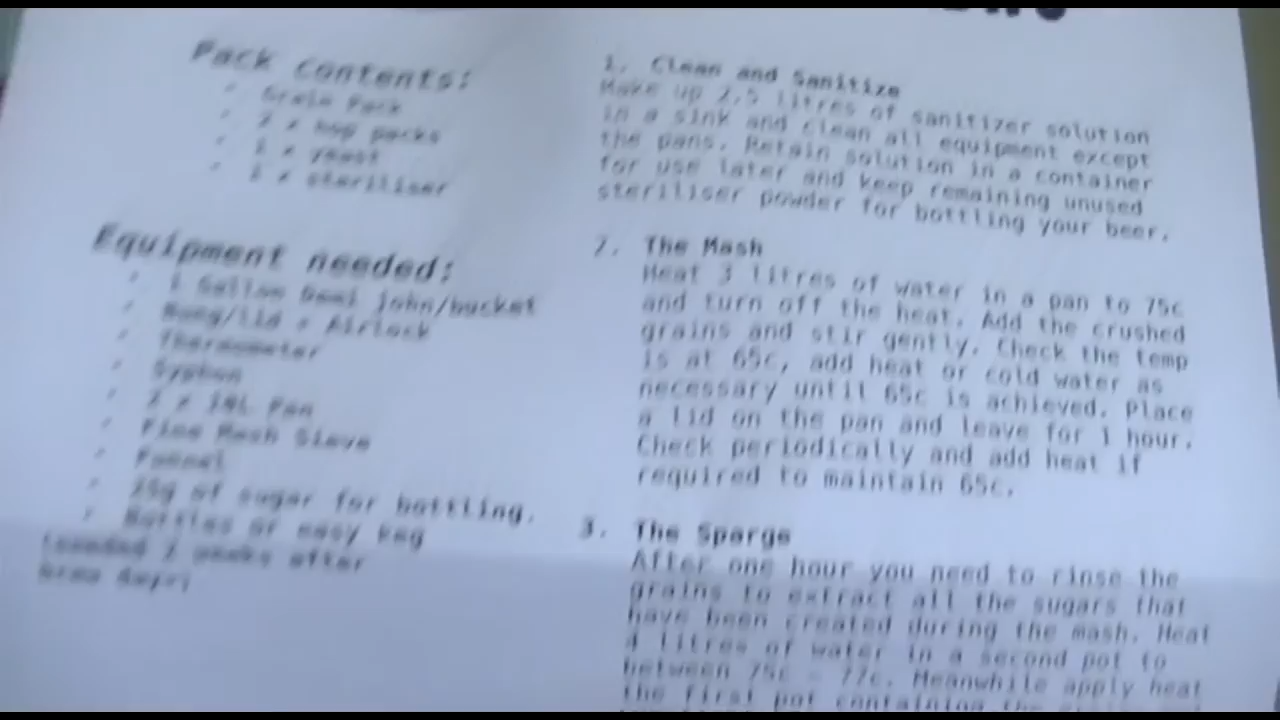 Pack Contents:
Grain Pack
2 x hop packs
1 x yeast
1 x steriliser
Equipment needed:
1 Gallon Demi john/bucket
Bung/lid + Airlock
Thermometer
Syphon
2 x Pan
Fine Mesh Sieve
Funnel
of sugar for bottling.
Bottles or easy keg
(needed 2 weeks after
1. Clean and Sanitize
Make up 2.5 litres of sanitizer solution
in a sink and clean all equipment except
the pans. Retain solution in a container
for use later and keep remaining unused
steriliser powder for bottling your beer.
2. The Mash
Heat 3 litres of water in a pan to 75c
and turn off the heat. Add the crushed
grains and stir gently. Check the temp
is at 65c, add heat or cold water as
necessary until 65c is achieved. Place
a lid on the pan and leave for 1 hour.
Check periodically and add heat if
required to maintain 65c.
3. The Sparge
After one hour you need to rinse the
grains to extract all the sugars that
have been created during the mash. Heat
4 litres of water in a second pot to
between 75c - 77c. Meanwhile apply heat
the first pot containing the